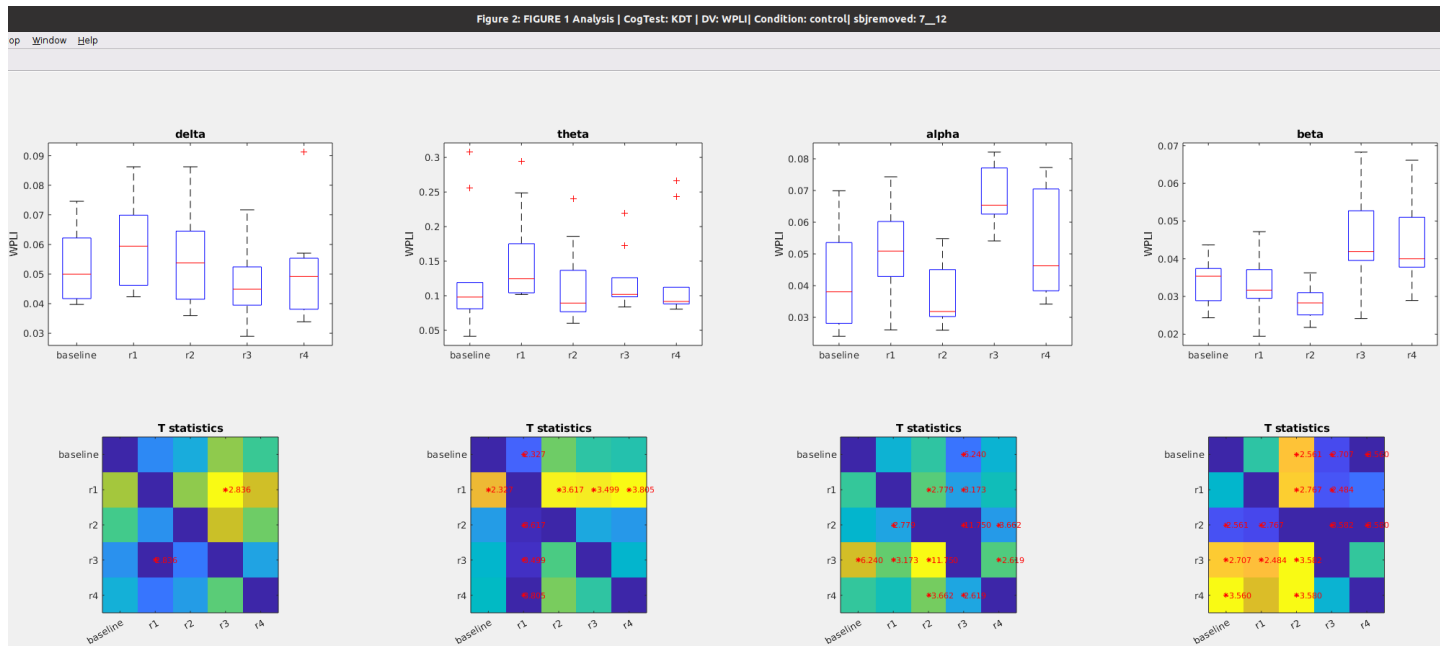 Figure 2: FIGURE 1 Analysis | CogTest: KDT | DV: WPLI| Condition: control| sbjremoved: 7__12
op Window Help
delta
WPLI
0.09
0.08
0.07
0.06
0.05
0.04
0.03
baseline r1 r2 r3 r4
theta
WPLI
0.3
0.25
0.2
0.15
0.1
0.05
baseline r1 r2 r3 r4
alpha
WPLI
0.08
0.07
0.06
0.05
0.04
0.03
baseline r1 r2 r3 r4
beta
WPLI
0.07
0.06
0.05
0.04
0.03
0.02
baseline r1 r2 r3 r4
T statistics
baseline
r1 *2.836
r2
r3
r4
baseline r1 r2 r3 r4
T statistics
baseline *2.327
r1 *3.617 *3.499 *3.805
r2
r3
r4
baseline r1 r2 r3 r4
T statistics
baseline *6.240
r1 *2.779 *3.173
r2 *3.662
r3 *6.240 *3.173 *2.619
r4 *3.662
baseline r1 r2 r3 r4
T statistics
baseline *2.561
r1 *2.767
r2
r3 *2.707 *2.484
r4 *3.560 *3.580
baseline r1 r2 r3 r4